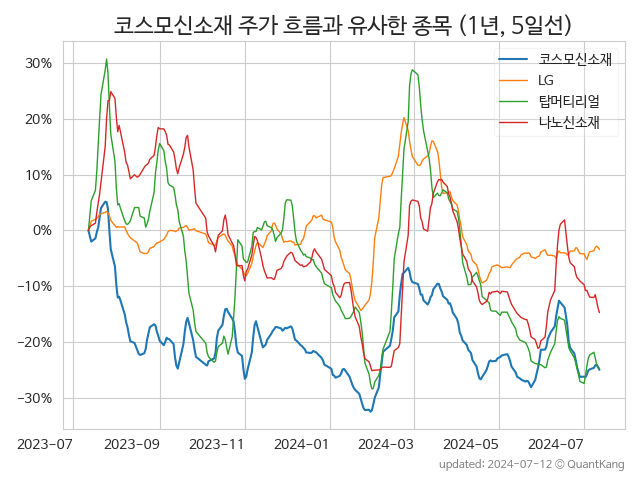 코스모신소재 주가 흐름과 유사한 종목 (1년, 5일선)
코스모신소재
LG
탑머티리얼
나노신소재
30%
20%
10%
0%
−10%
−20%
−30%
2023-07
2023-09
2023-11
2024-01
2024-03
2024-05
2024-07
updated: 2024-07-12 © QuantKang